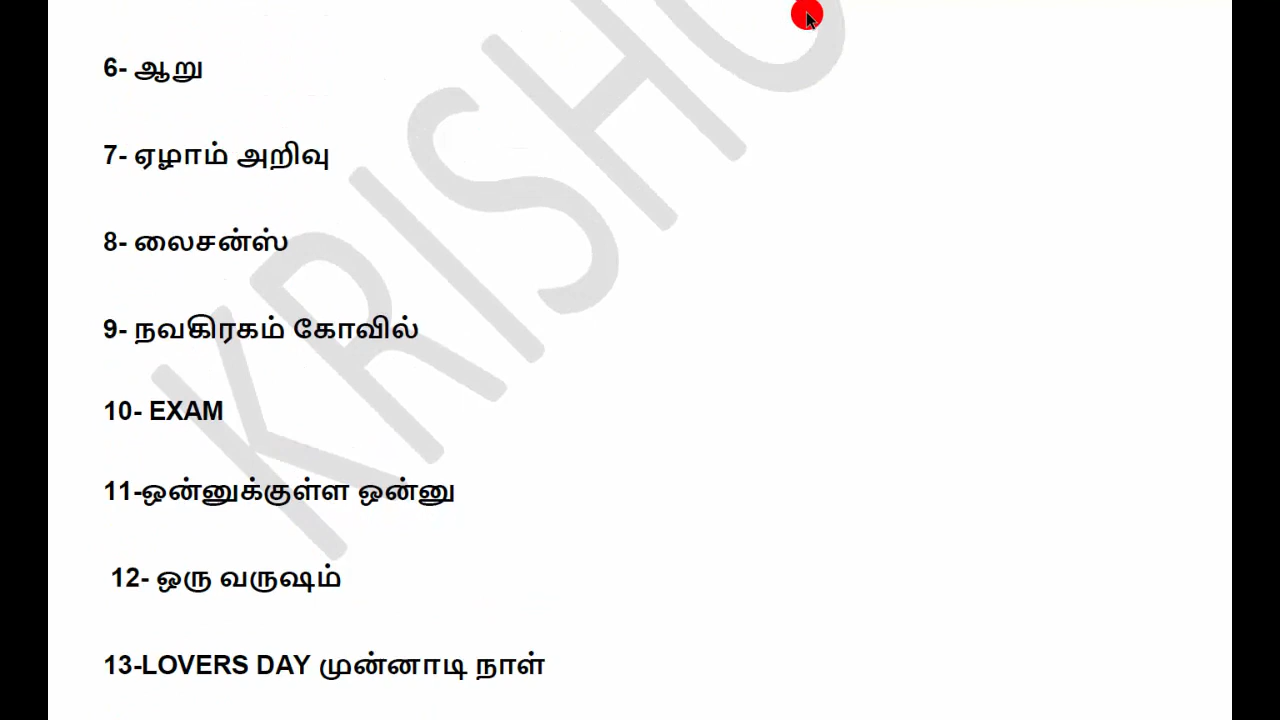 6- ஆறு
7- ஏழாம் அறிவு
8- லைசன்ஸ்
9- நவகிரகம் கோவில்
10- EXAM
11-ஒன்னுக்குள்ள ஒன்னு
12- ஒரு வருஷம்
13-LOVERS DAY முன்னாடி நாள்
KRISHO